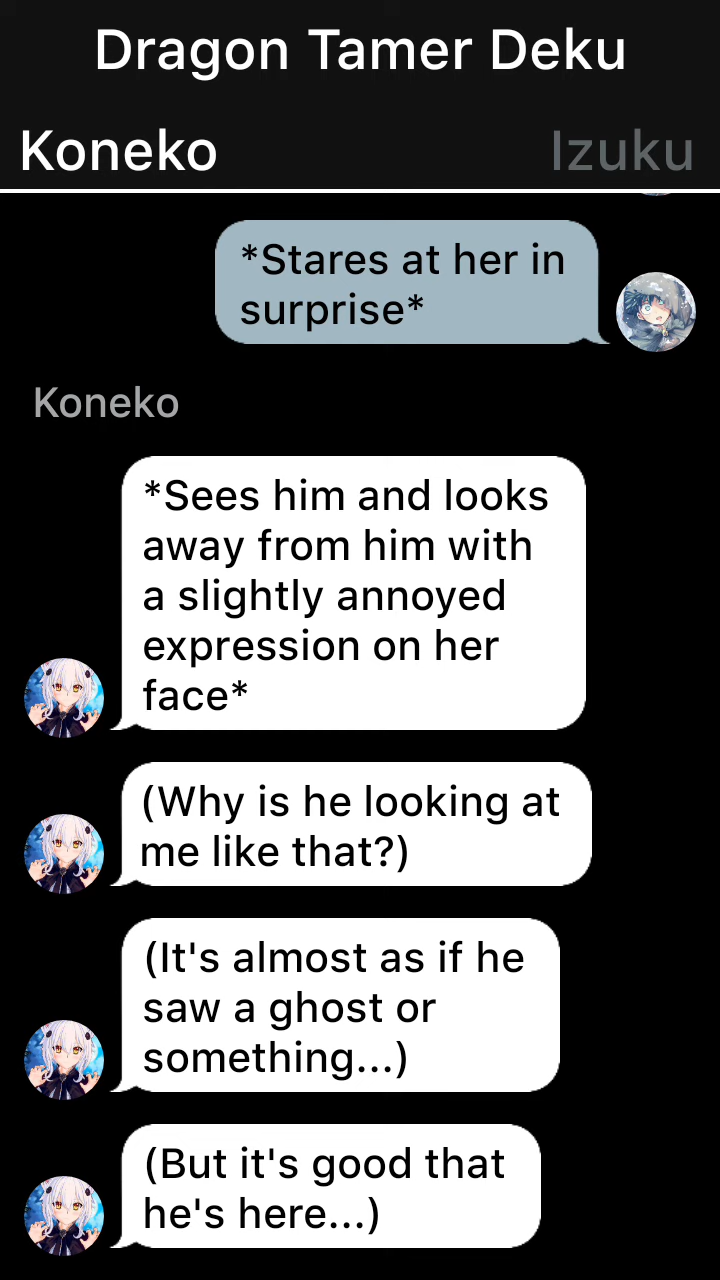 Dragon Tamer Deku
Koneko
Izuku
*Stares at her in
surprise*
Koneko
*Sees him and looks
away from him with
a slightly annoyed
expression on her
face*
(Why is he looking at
me like that?)
(It's almost as if he
saw a ghost or
something...)
(But it's good that
he's here...)